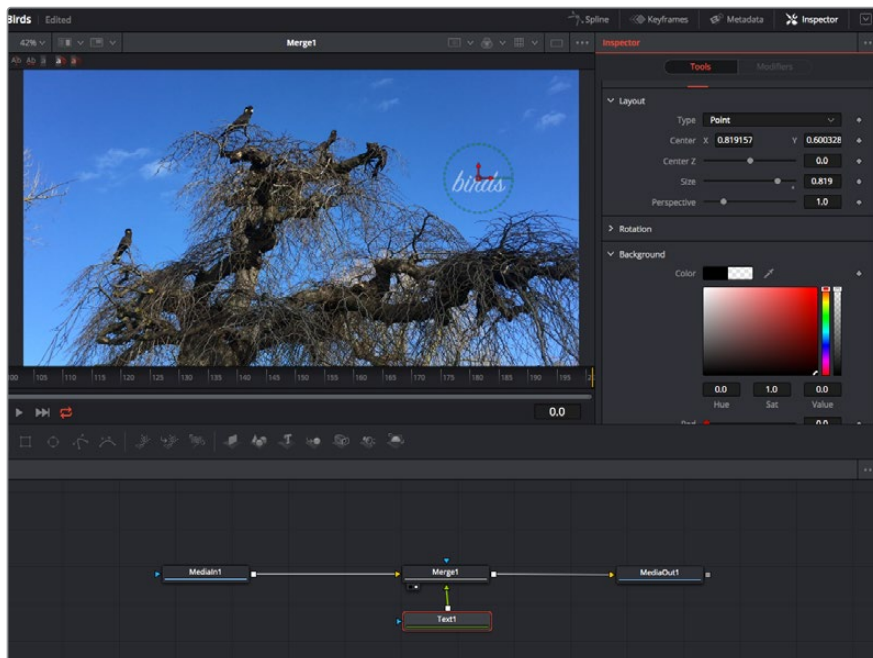 Birds Edited Spline Keyframes Metadata Inspector
42% Merge1 Inspector
Tools Modifiers
Layout
Type Point
Center X 0.819157 Y 0.600328
Center Z 0.0
Size 0.819
Perspective 1.0
birds
Rotation
Background
Color
105 110 115 120 125 130 135 140 145 150 155 160 165 170 175 180 185 190 195
0.0 1.0 0.0
Hue Sat Value
0.0
MediaIn1 Merge1 MediaOut1
Text1